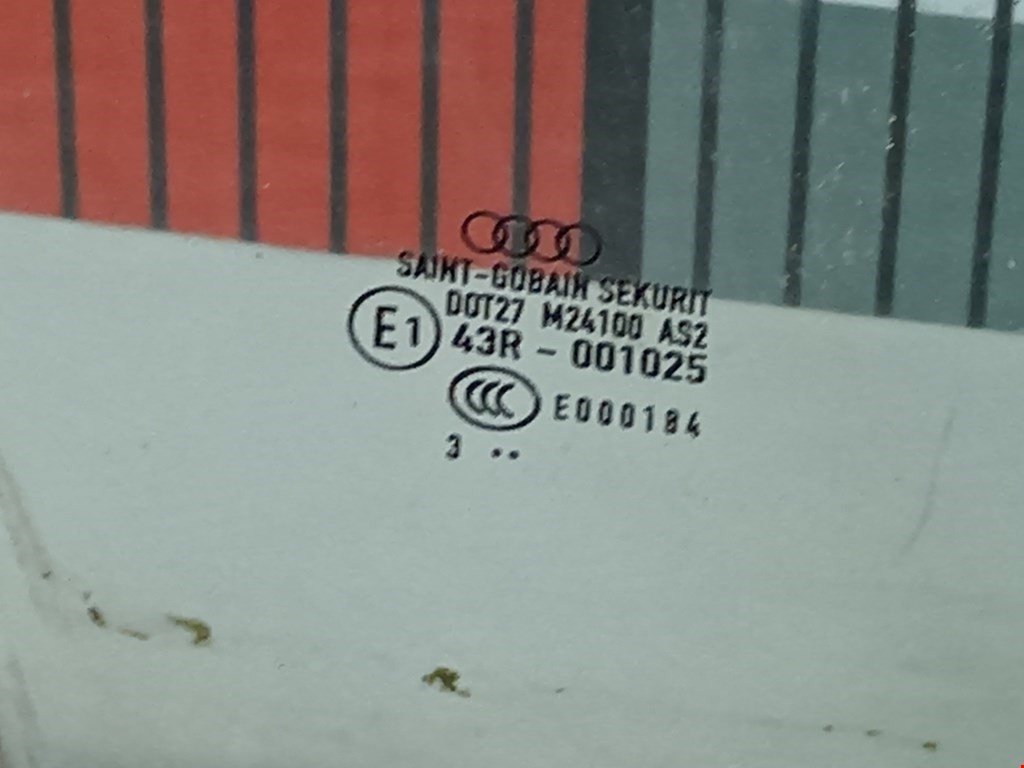 SAINT-GOBAIN SEKURIT
DOT27 M24100 AS2
E1 43R - 001025
CCC E000184
3 ..